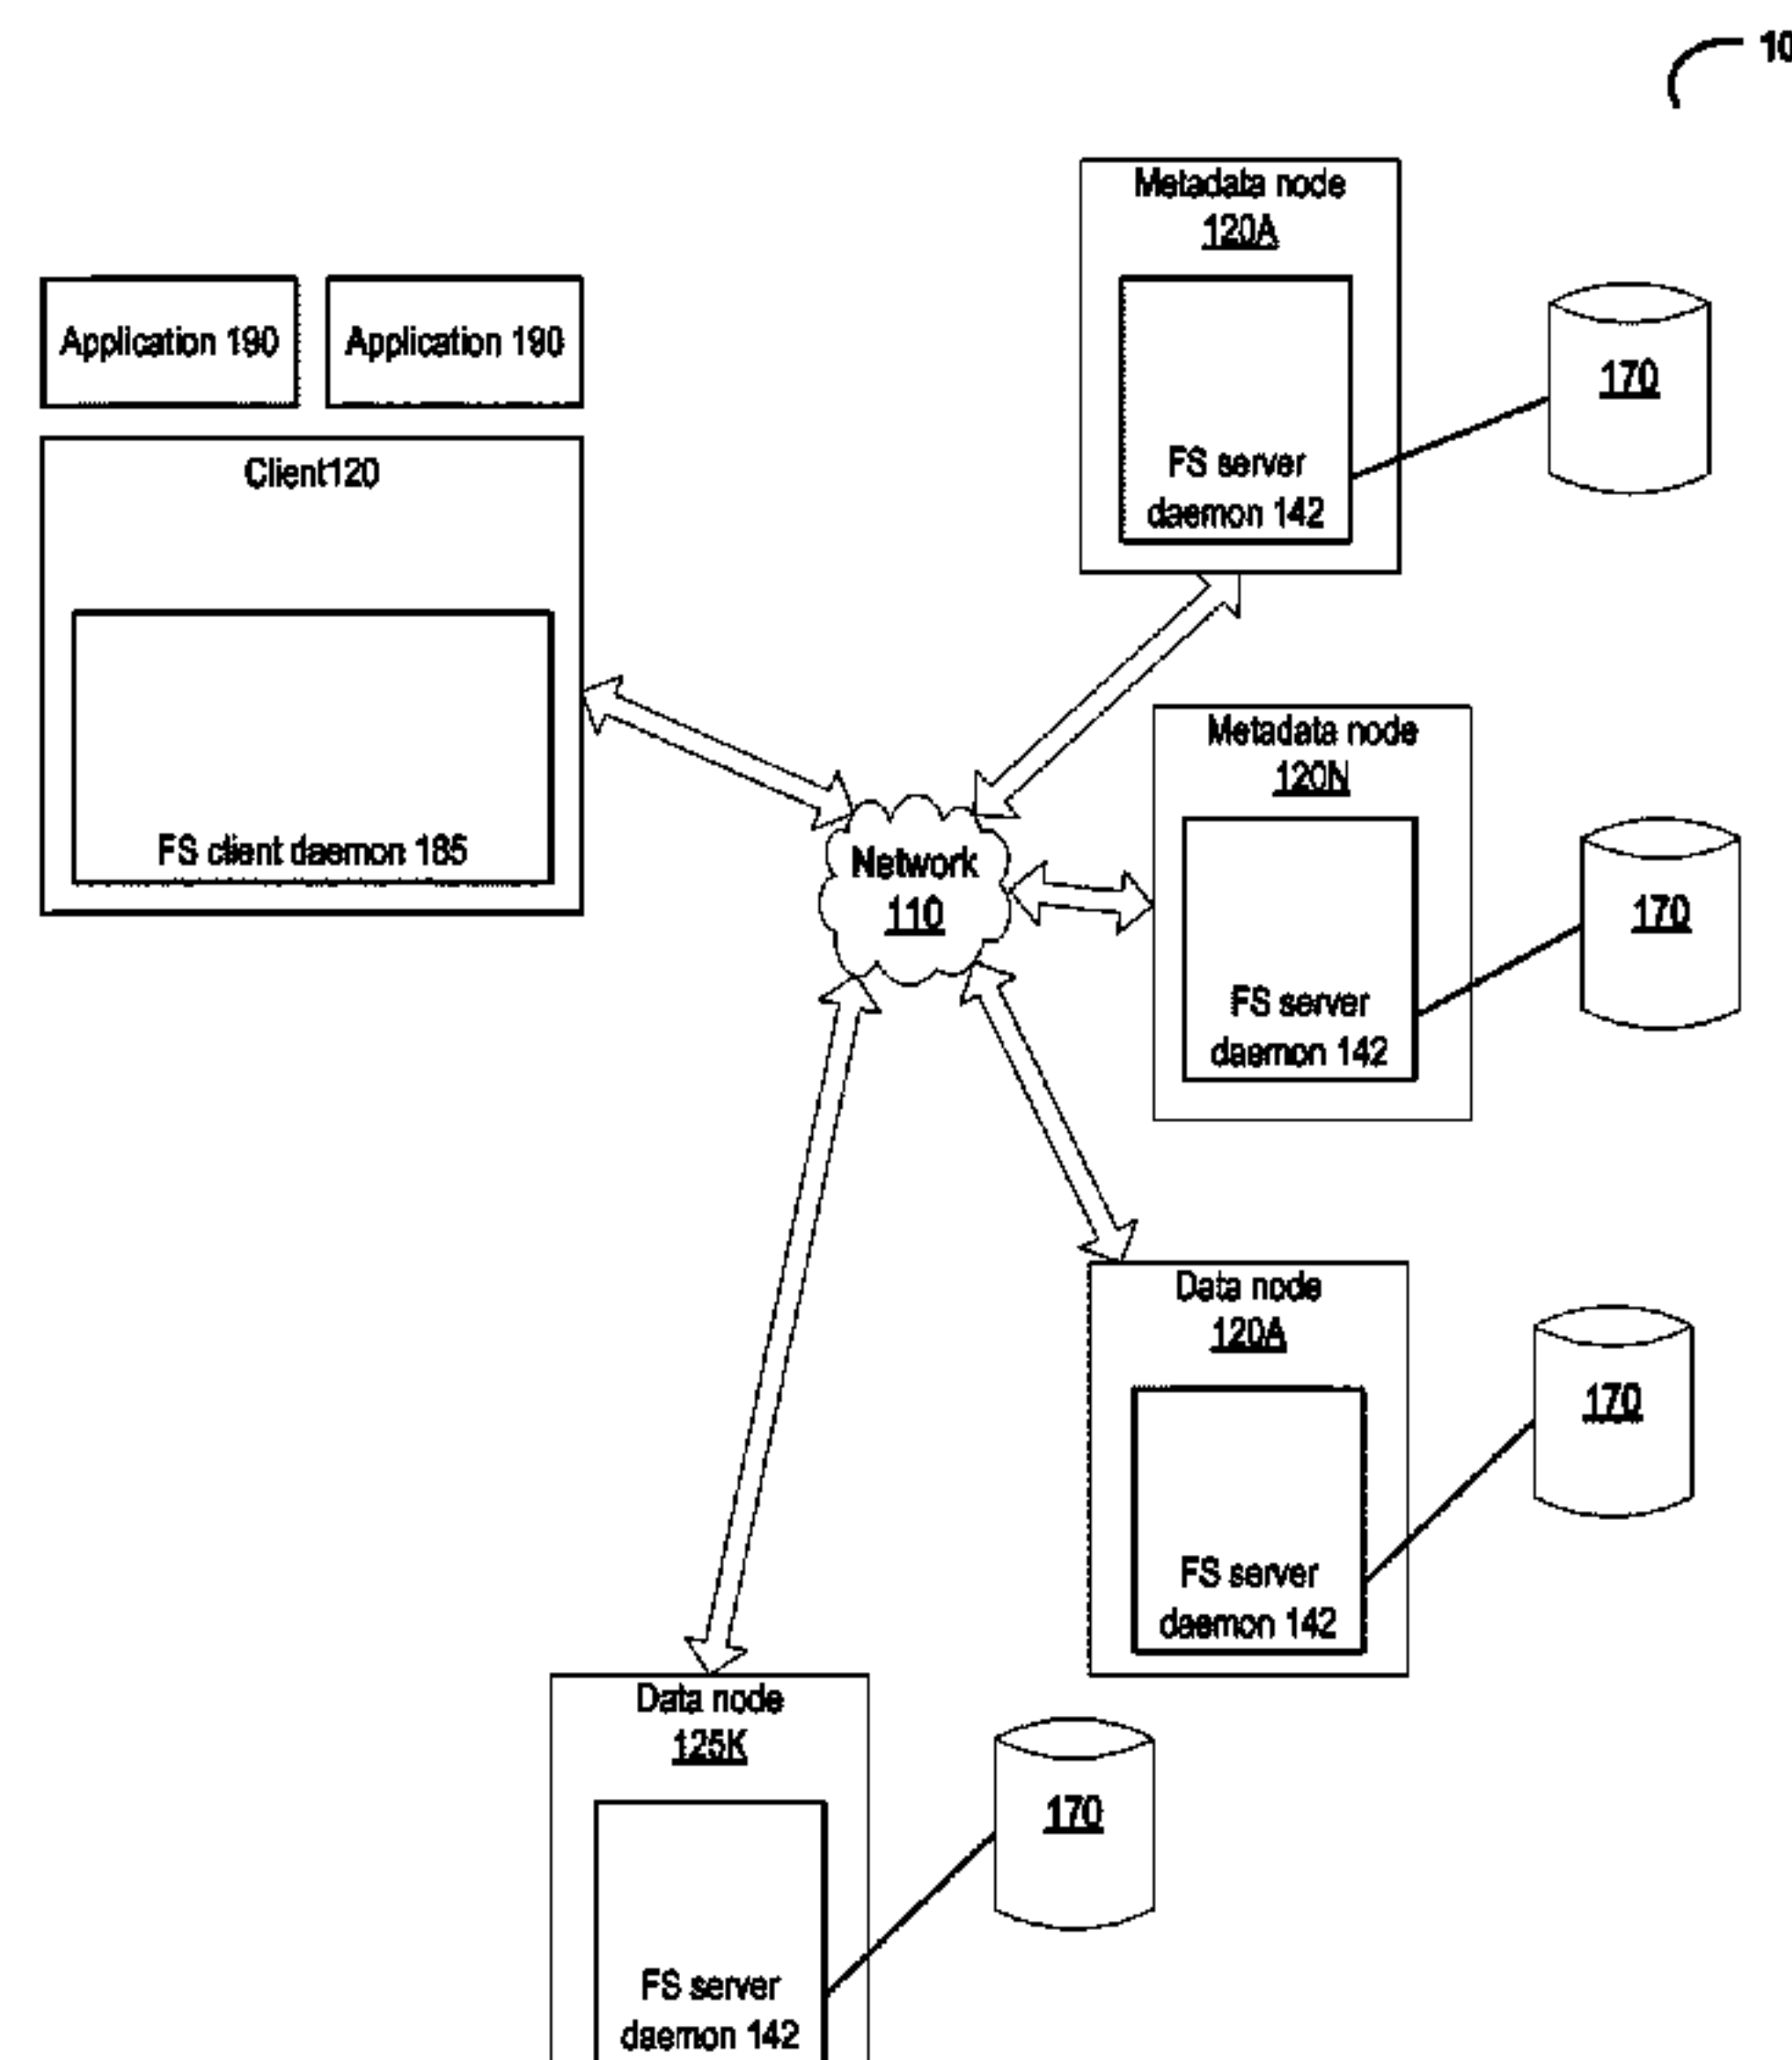 10
Metadata node
120A
Application 190
Application 190
170
Client120
FS server
daemon 142
Metadata node
120N
FS client daemon 185
Network
110
170
FS server
daemon 142
Data node
120A
170
FS server
daemon 142
Data node
125K
170
FS server
daemon 142